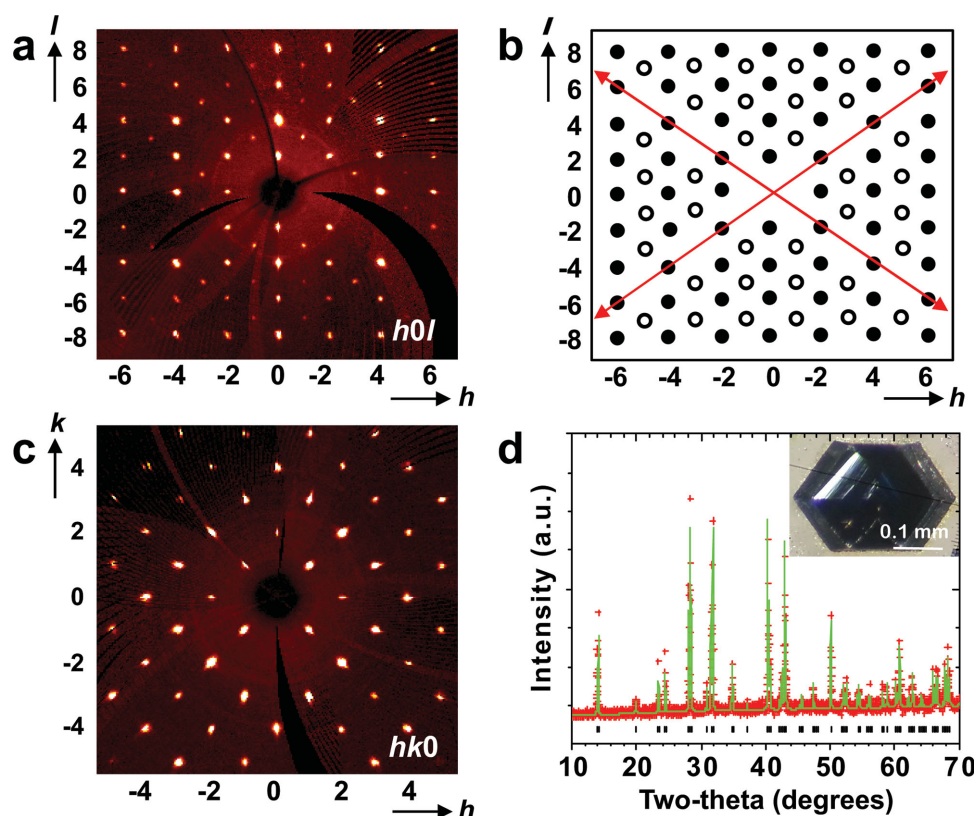 a
l
8
6
4
2
0
-2
-4
-6
-8
h0l
-6 -4 -2 0 -2 4 6
h
b
l
8
6
4
2
0
-2
-4
-6
-8
-6 -4 -2 0 2 4 6
h
c
k
4
2
0
-2
-4
hk0
-4 -2 0 2 4
h
d
Intensity (a.u.)
0.1 mm
10 20 30 40 50 60 70
Two-theta (degrees)